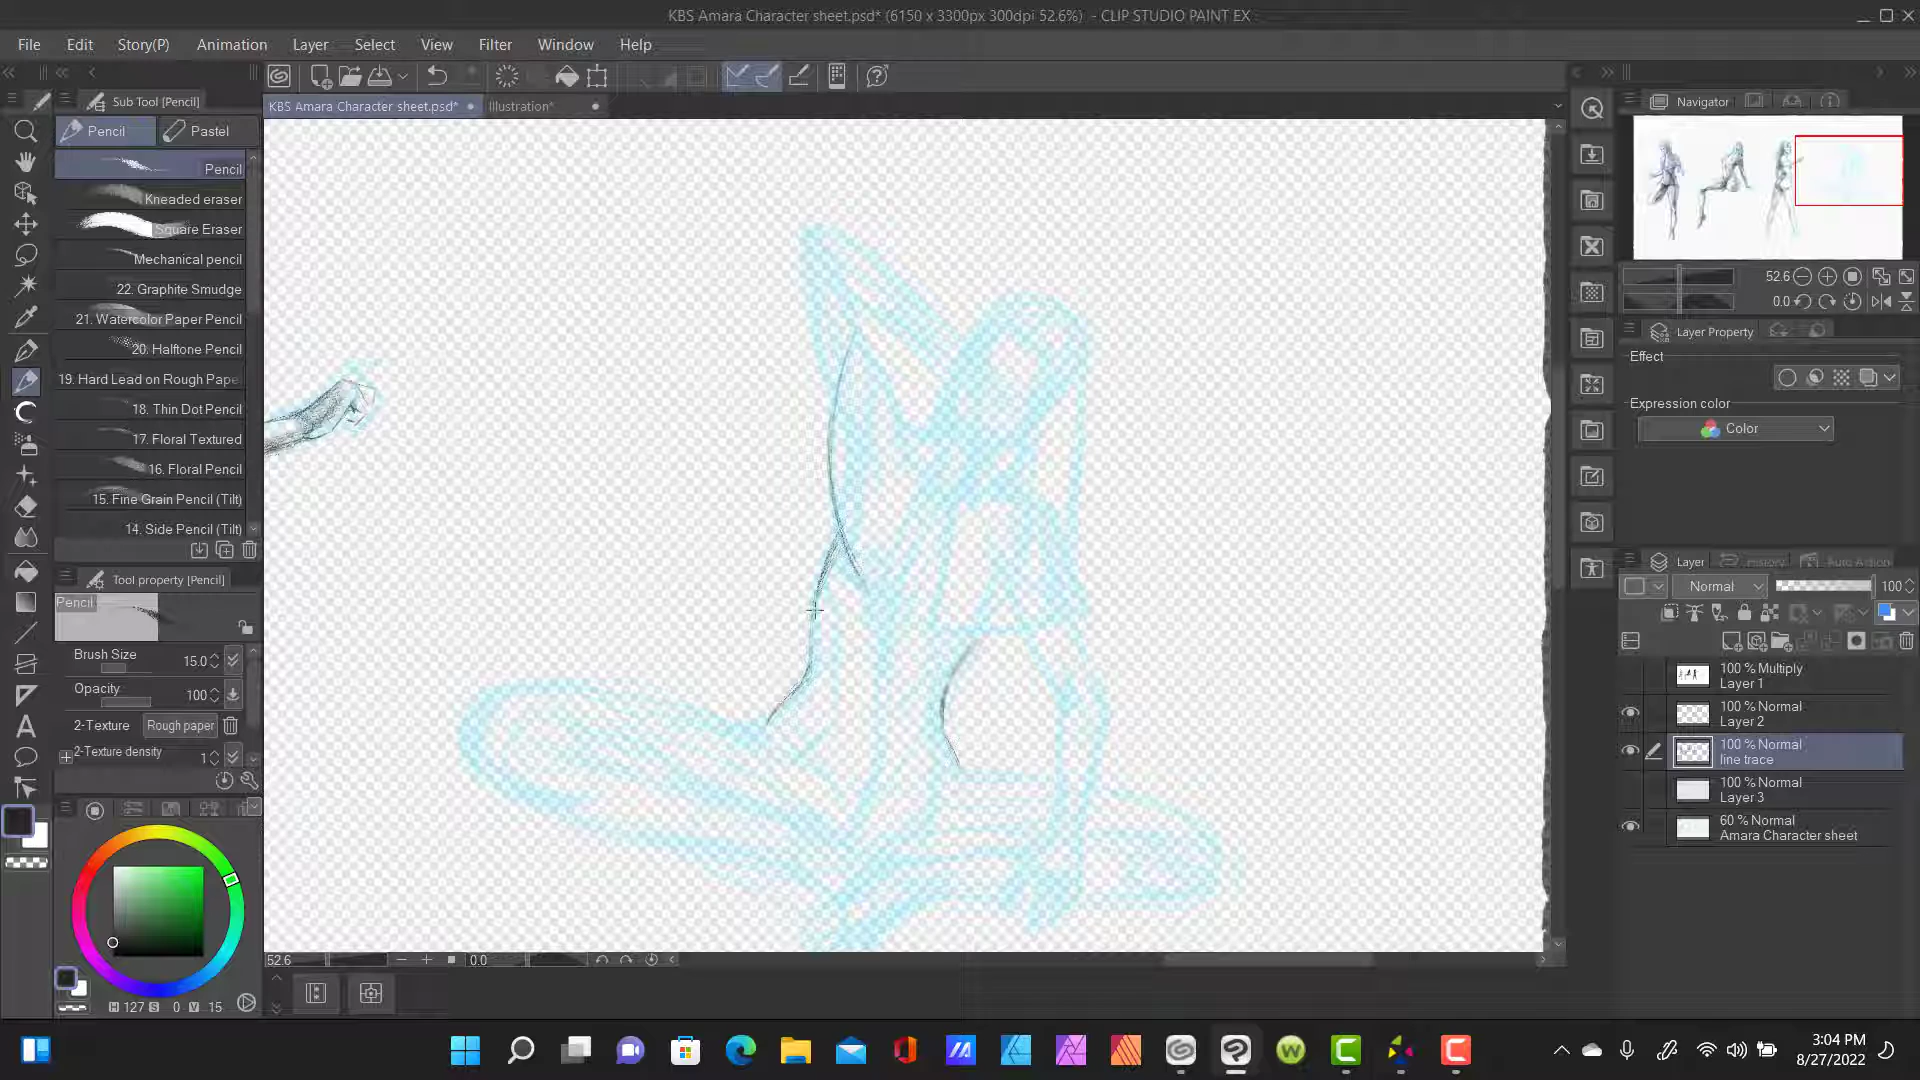 KBS Amara Character sheet.psd* (6150 x 3300px 300dpi 52.6%) - CLIP STUDIO PAINT EX
File Edit Story(P) Animation Layer Select View Filter Window Help
Sub Tool [Pencil]
KBS Amara Character sheet.psd* Illustration*
Navigator
Pencil Pastel
Pencil
Kneaded eraser
Square Eraser
Mechanical pencil
22. Graphite Smudge
21. Watercolor Paper Pencil
20. Halftone Pencil
19. Hard Lead on Rough Pape
18. Thin Dot Pencil
17. Floral Textured
16. Floral Pencil
15. Fine Grain Pencil (Tilt)
14. Side Pencil (Tilt)
52.6
0.0
Layer Property
Effect
Expression color
Color
Tool property [Pencil]
Pencil
Brush Size 15.0
Opacity 100
2-Texture Rough paper
2-Texture density 1
Layer History Auto Action
Normal 100
100 % Multiply
Layer 1
100 % Normal
Layer 2
100 % Normal
line trace
100 % Normal
Layer 3
60 % Normal
Amara Character sheet
52.6 0.0
H 127 S 0 V 15
3:04 PM
8/27/2022